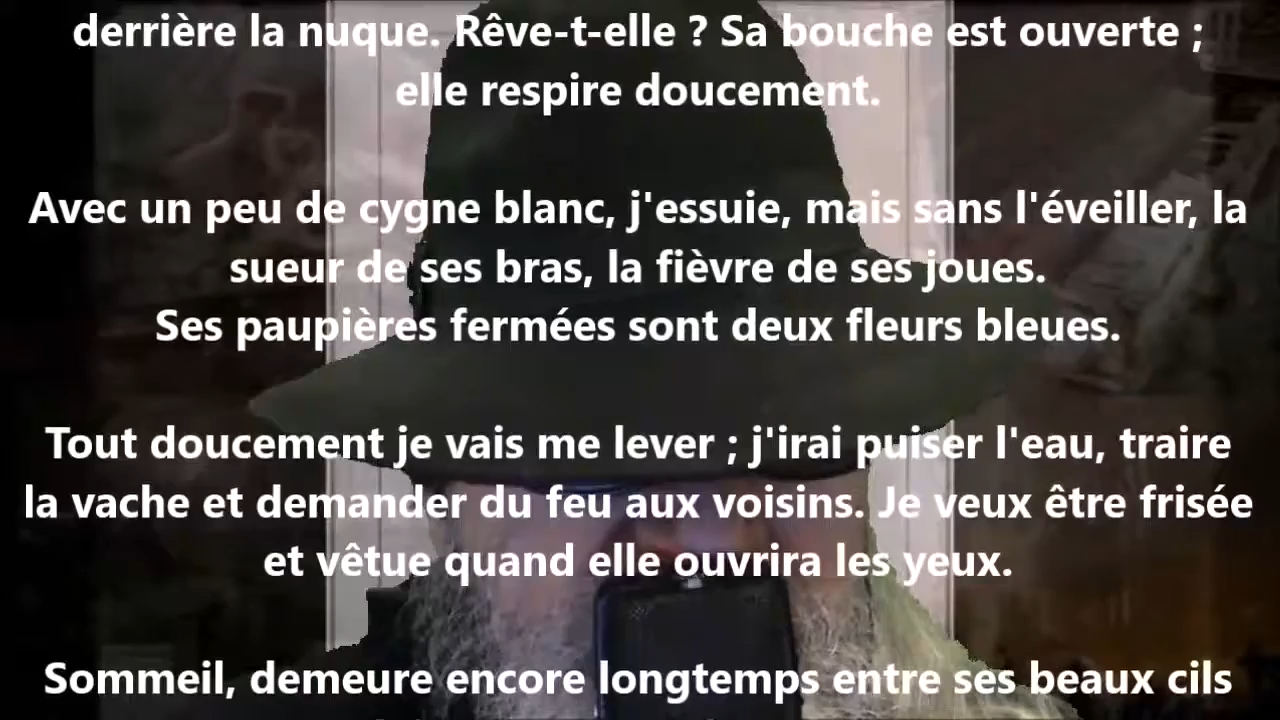 derrière la nuque. Rêve-t-elle ? Sa bouche est ouverte ;
elle respire doucement.
Avec un peu de cygne blanc, j'essuie, mais sans l'éveiller, la
sueur de ses bras, la fièvre de ses joues.
Ses paupières fermées sont deux fleurs bleues.
Tout doucement je vais me lever ; j'irai puiser l'eau, traire
la vache et demander du feu aux voisins. Je veux être frisée
et vêtue quand elle ouvrira les yeux.
Sommeil, demeure encore longtemps entre ses beaux cils